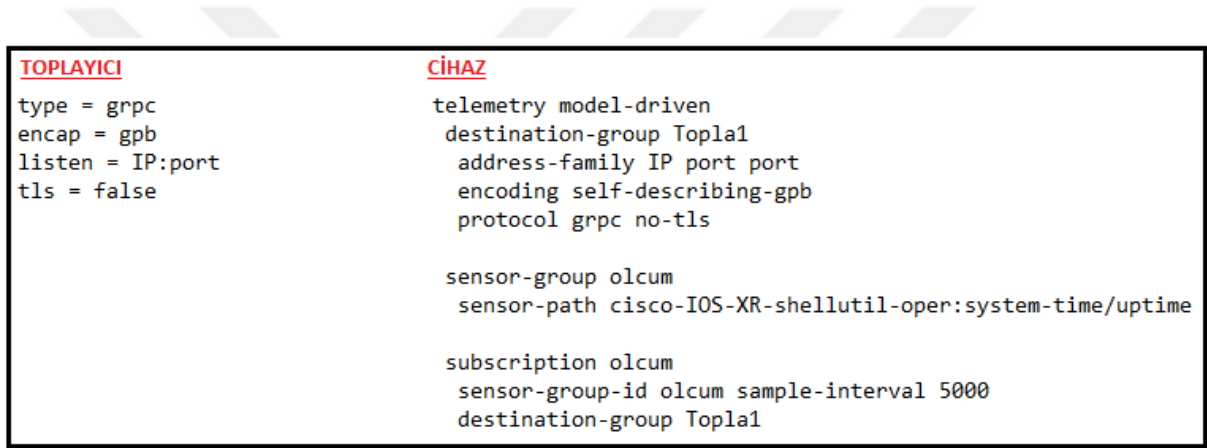 TOPLAYICI
type = grpc
encap = gpb
listen = IP:port
tls = false
CİHAZ
telemetry model-driven
destination-group Topla1
address-family IP port port
encoding self-describing-gpb
protocol grpc no-tls
sensor-group olcum
sensor-path cisco-IOS-XR-shellutil-oper:system-time/uptime
subscription olcum
sensor-group-id olcum sample-interval 5000
destination-group Topla1